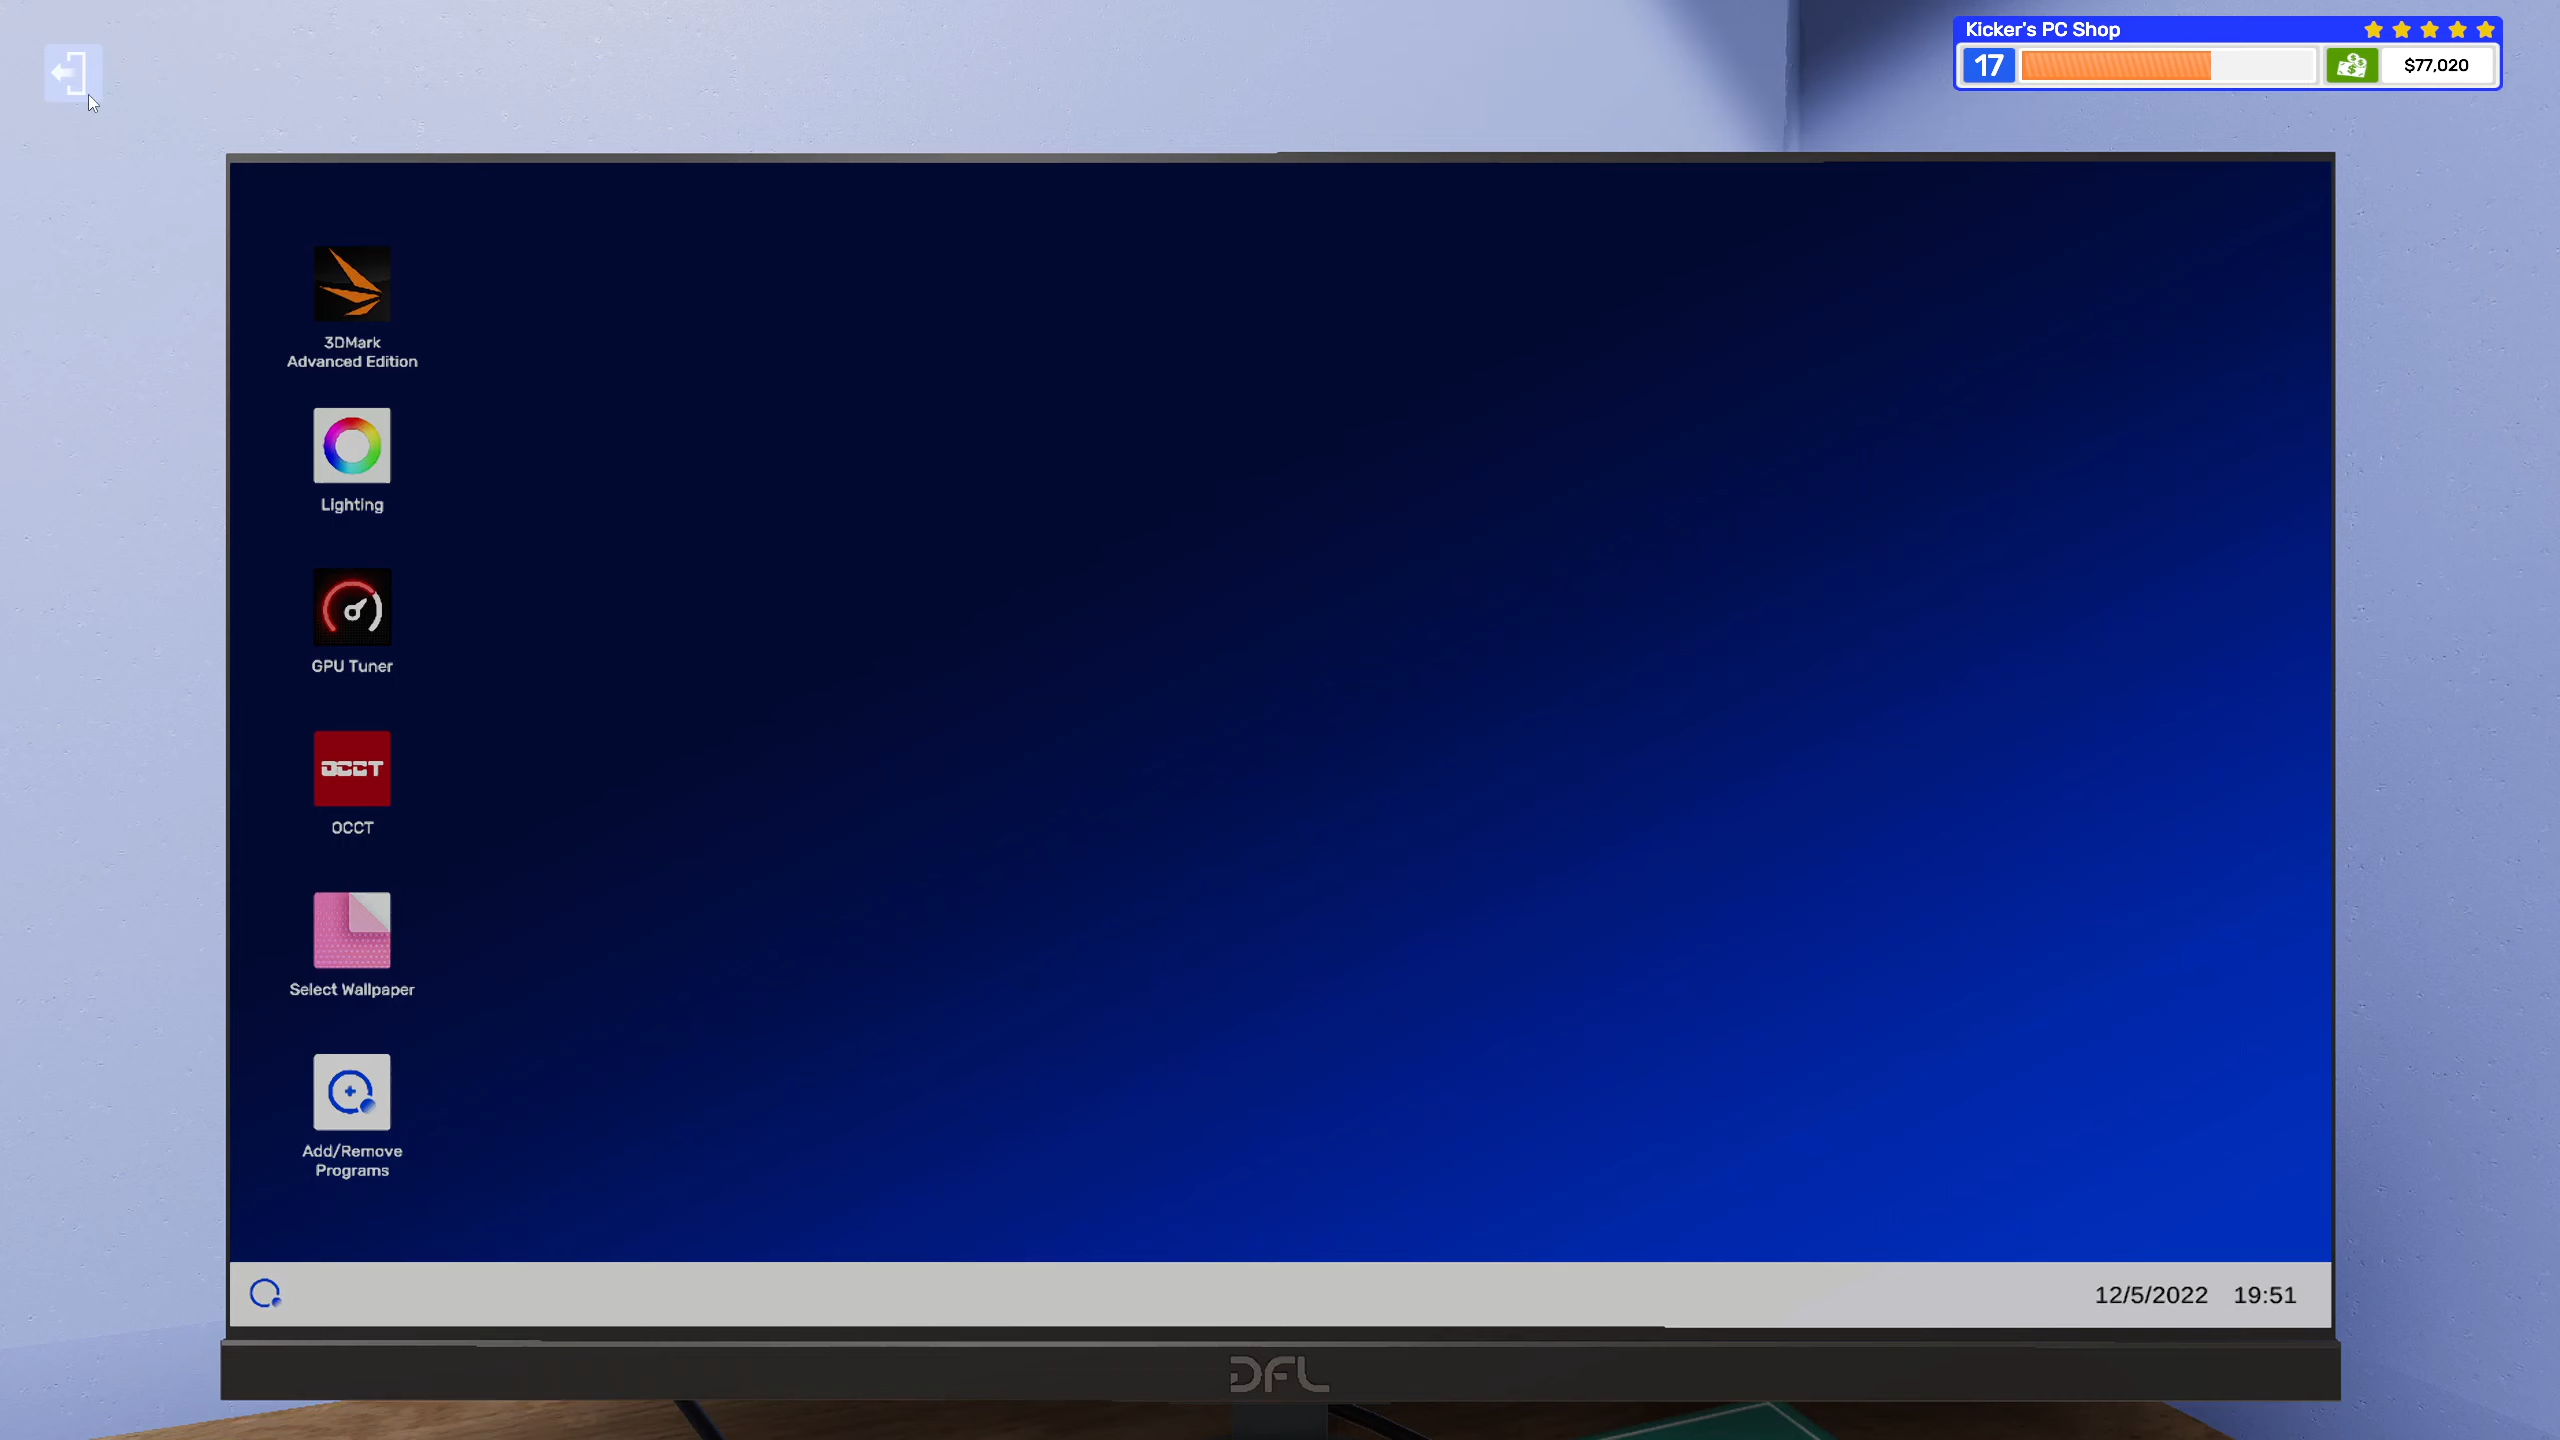 Kicker's PC Shop
17
$77,020
3DMark
Advanced Edition
Lighting
GPU Tuner
OCCT
OCCT
Select Wallpaper
Add/Remove
Programs
12/5/2022 19:51
DFL